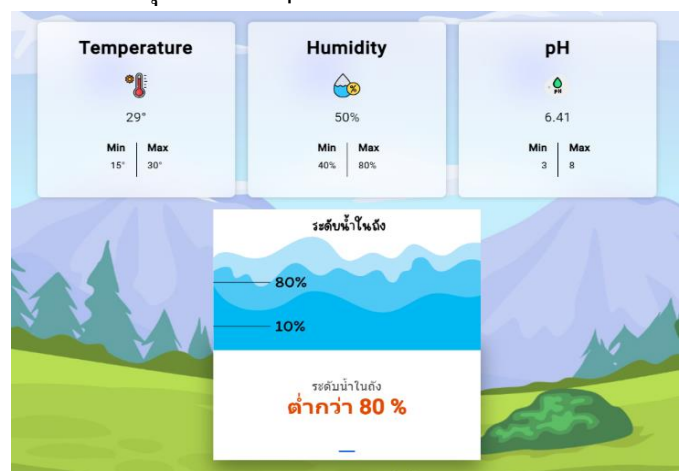 Temperature
29°
Min Max
15° 30°
Humidity
%
50%
Min Max
40% 80%
pH
pH
6.41
Min Max
3 8
ระดับน้ำในถัง
80%
10%
ระดับน้ำในถัง
ต่ำกว่า 80 %